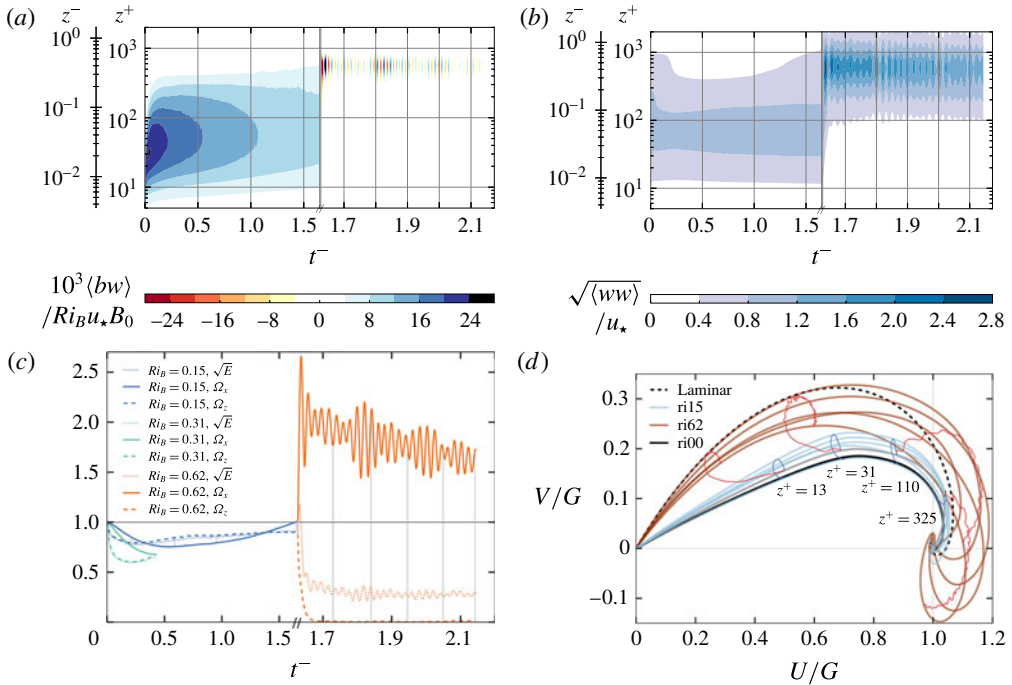 (a) z⁻ z⁺
10⁰ 10³
10⁻¹ 10²
10⁻² 10¹
0 0.5 1.0 1.5 1.7 1.9 2.1
t⁻
10³⟨bw⟩
/Ri_B u⋆B₀
−24 −16 −8 0 8 16 24
(b) z⁻ z⁺
10⁰ 10³
10⁻¹ 10²
10⁻² 10¹
0 0.5 1.0 1.5 1.7 1.9 2.1
t⁻
√⟨ww⟩
/u⋆
0 0.4 0.8 1.2 1.6 2.0 2.4 2.8
(c)
2.5
2.0
1.5
1.0
0.5
Ri_B = 0.15, √E
Ri_B = 0.15, Ω_x
Ri_B = 0.15, Ω_z
Ri_B = 0.31, √E
Ri_B = 0.31, Ω_x
Ri_B = 0.31, Ω_z
Ri_B = 0.62, √E
Ri_B = 0.62, Ω_x
Ri_B = 0.62, Ω_z
0 0.5 1.0 1.5 1.7 1.9 2.1
t⁻
(d)
V/G
0.3
0.2
0.1
0
−0.1
Laminar
ri15
ri62
ri00
z⁺ = 13
z⁺ = 31
z⁺ = 110
z⁺ = 325
0 0.2 0.4 0.6 0.8 1.0 1.2
U/G